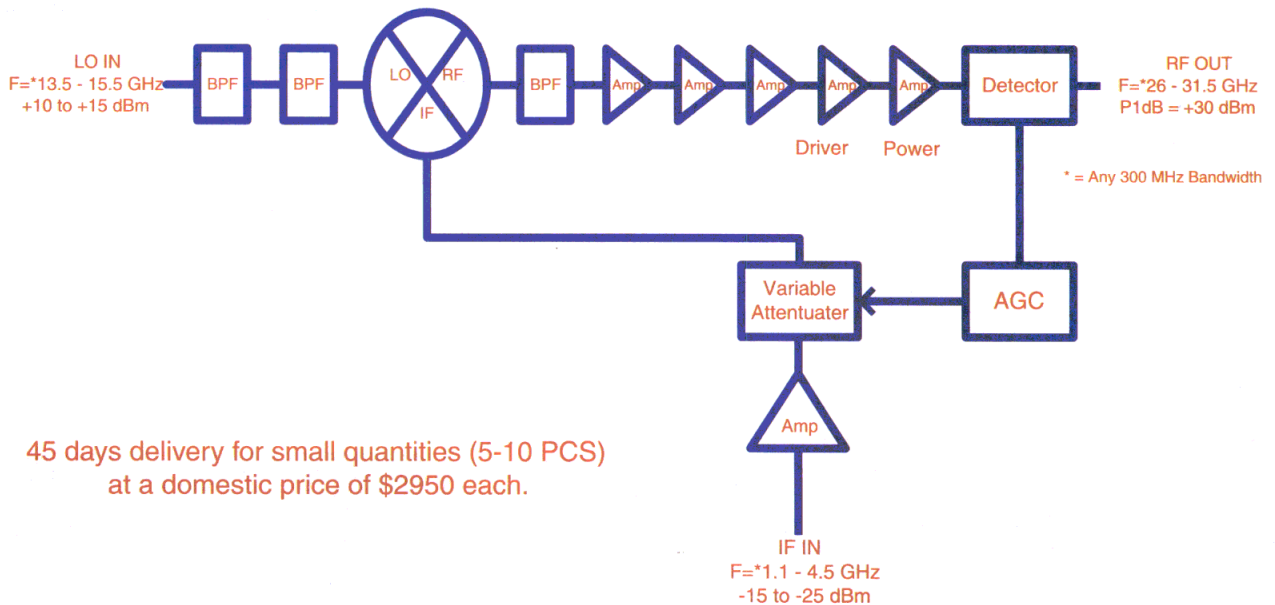 LO IN
F=*13.5 - 15.5 GHz
+10 to +15 dBm
BPF
BPF
LO
RF
IF
BPF
Amp
Amp
Amp
Amp
Amp
Driver
Power
Detector
RF OUT
F=*26 - 31.5 GHz
P1dB = +30 dBm
* = Any 300 MHz Bandwidth
Variable
Attentuater
AGC
Amp
45 days delivery for small quantities (5-10 PCS)
at a domestic price of $2950 each.
IF IN
F=*1.1 - 4.5 GHz
-15 to -25 dBm